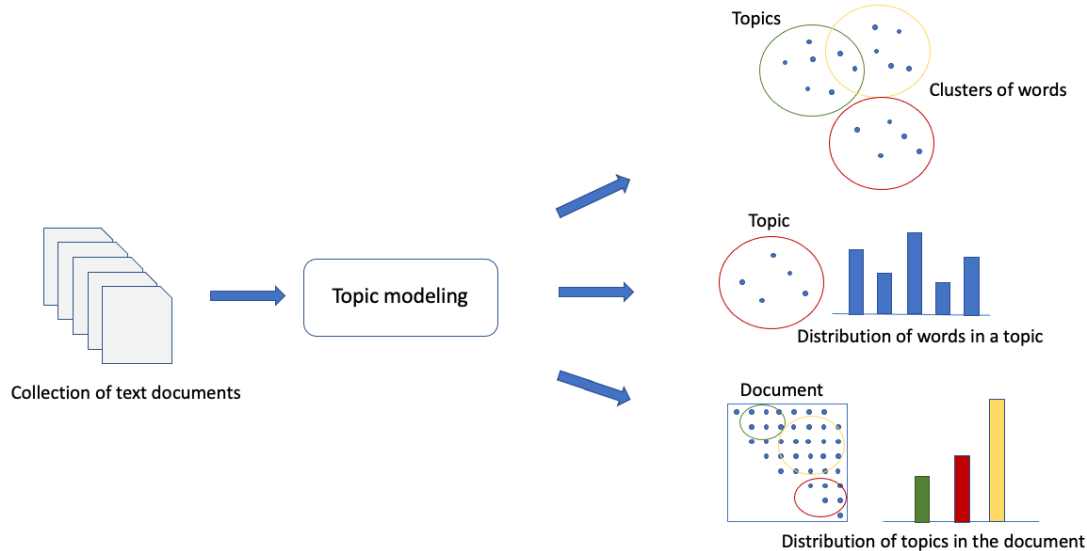 Topics
Clusters of words
Topic
Topic modeling
Distribution of words in a topic
Collection of text documents
Document
Distribution of topics in the document